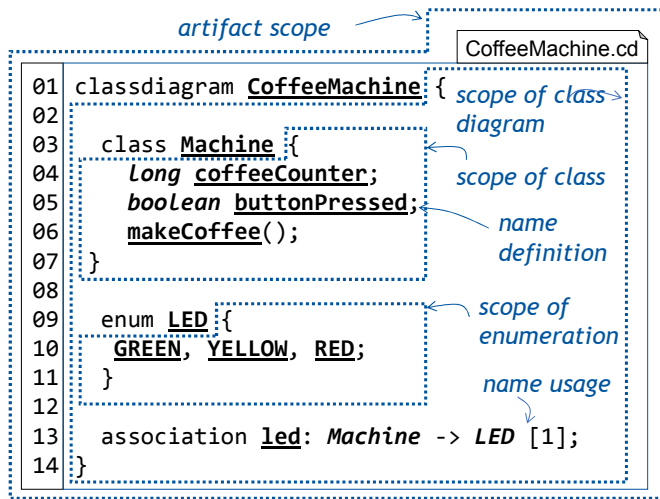 artifact scope
CoffeeMachine.cd
01 classdiagram CoffeeMachine {
scope of class
diagram
02
03 class Machine {
04 long coffeeCounter;
scope of class
05 boolean buttonPressed;
name
definition
06 makeCoffee();
07 }
08
09 enum LED {
scope of
enumeration
10 GREEN, YELLOW, RED;
11 }
name usage
12
13 association led: Machine -> LED [1];
14 }